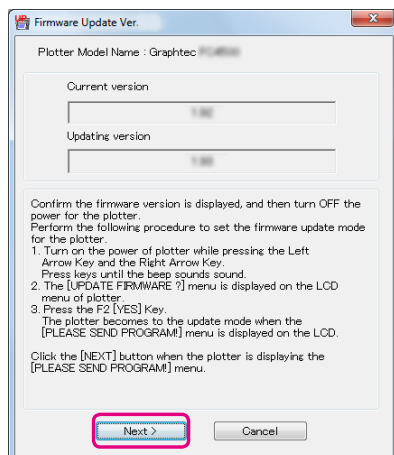 Firmware Update Ver.
Plotter Model Name : Graphtec
Current version
Updating version
Confirm the firmware version is displayed, and then turn OFF the
power for the plotter.
Perform the following procedure to set the firmware update mode
for the plotter.
1. Turn on the power of plotter while pressing the Left
Arrow Key and the Right Arrow Key.
Press keys until the beep sounds sound.
2. The [UPDATE FIRMWARE ?] menu is displayed on the LCD
menu of plotter.
3. Press the F2 [YES] Key.
The plotter becomes to the update mode when the
[PLEASE SEND PROGRAM!] menu is displayed on the LCD.
Click the [NEXT] button when the plotter is displaying the
[PLEASE SEND PROGRAM!] menu.
Next >
Cancel